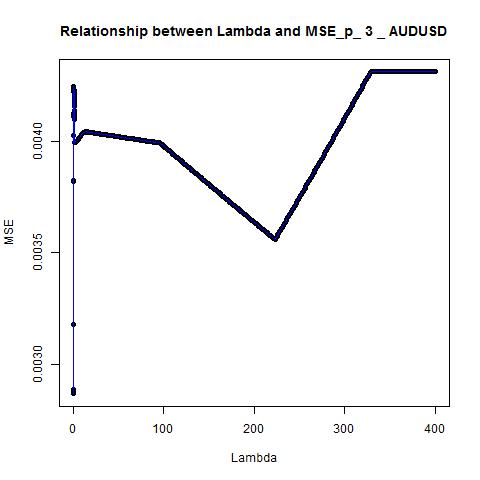 Relationship between Lambda and MSE_p_ 3 _ AUDUSD
MSE
0.0040
0.0035
0.0030
0 100 200 300 400
Lambda